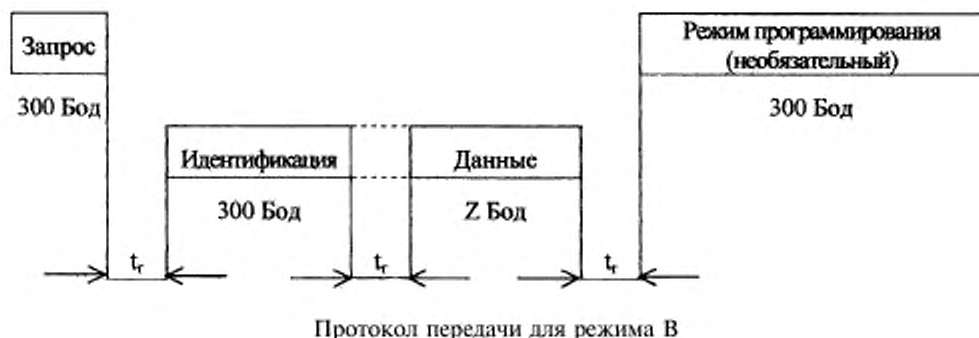 Запрос
300 Бод
Режим программирования
(необязательный)
300 Бод
Идентификация
300 Бод
Данные
Z Бод
tr
tr
tr
Протокол передачи для режима В